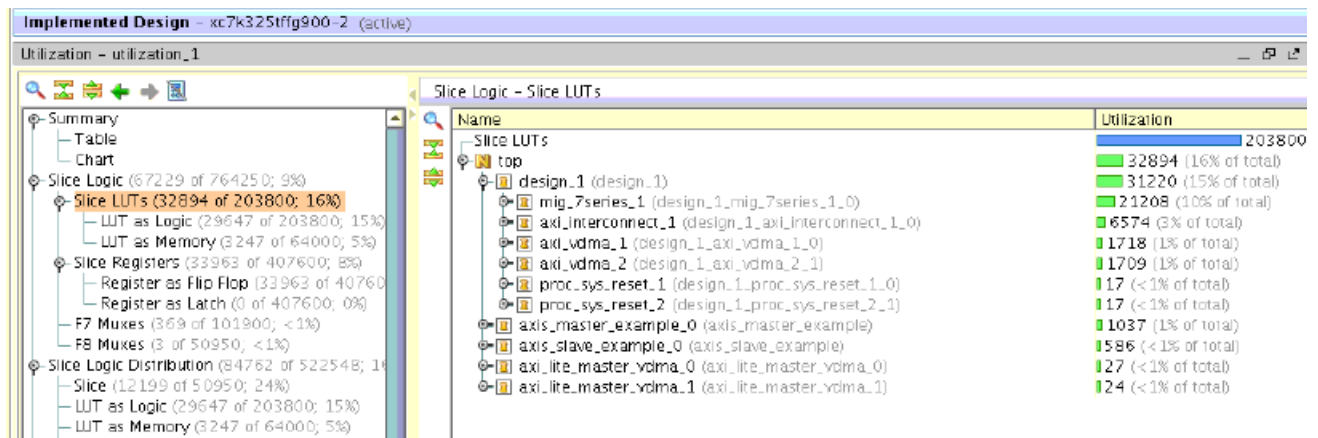 Implemented Design - xc7k325tffg900-2 (active)
Utilization - utilization_1
Summary
Table
Chart
Slice Logic (67229 of 764250; 9%)
Slice LUTs (32894 of 203800; 16%)
LUT as Logic (29647 of 203800; 15%)
LUT as Memory (3247 of 64000; 5%)
Slice Registers (33963 of 407600; 8%)
Register as Flip Flop (33963 of 40760
Register as Latch (0 of 407600; 0%)
F7 Muxes (369 of 101900; <1%)
F8 Muxes (3 of 50950; <1%)
Slice Logic Distribution (84762 of 522548; 1
Slice (12199 of 50950; 24%)
LUT as Logic (29647 of 203800; 15%)
LUT as Memory (3247 of 64000; 5%)
Slice Logic - Slice LUTs
Name Utilization
Slice LUTs 203800
top 32894 (16% of total)
design_1 (design_1) 31220 (15% of total)
mig_7series_1 (design_1_mig_7series_1_0) 21208 (10% of total)
axi_interconnect_1 (design_1_axi_interconnect_1_0) 6574 (3% of total)
axi_vdma_1 (design_1_axi_vdma_1_0) 1718 (1% of total)
axi_vdma_2 (design_1_axi_vdma_2_1) 1709 (1% of total)
proc_sys_reset_1 (design_1_proc_sys_reset_1_0) 17 (<1% of total)
proc_sys_reset_2 (design_1_proc_sys_reset_2_1) 17 (<1% of total)
axis_master_example_0 (axis_master_example) 1037 (1% of total)
axis_slave_example_0 (axis_slave_example) 586 (<1% of total)
axi_lite_master_vdma_0 (axi_lite_master_vdma_0) 27 (<1% of total)
axi_lite_master_vdma_1 (axi_lite_master_vdma_1) 24 (<1% of total)